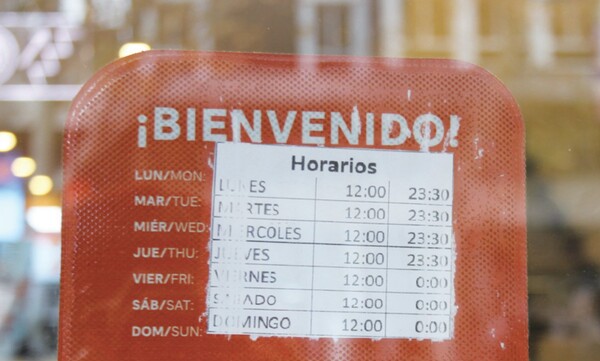 ¡BIENVENIDO!
Horarios
LUN/MON: LUNES 12:00 23:30
MAR/TUE: MARTES 12:00 23:30
MIÉR/WED: MIERCOLES 12:00 23:30
JUE/THU: JUEVES 12:00 23:30
VIER/FRI: VIERNES 12:00 0:00
SÁB/SAT: SABADO 12:00 0:00
DOM/SUN: DOMINGO 12:00 0:00